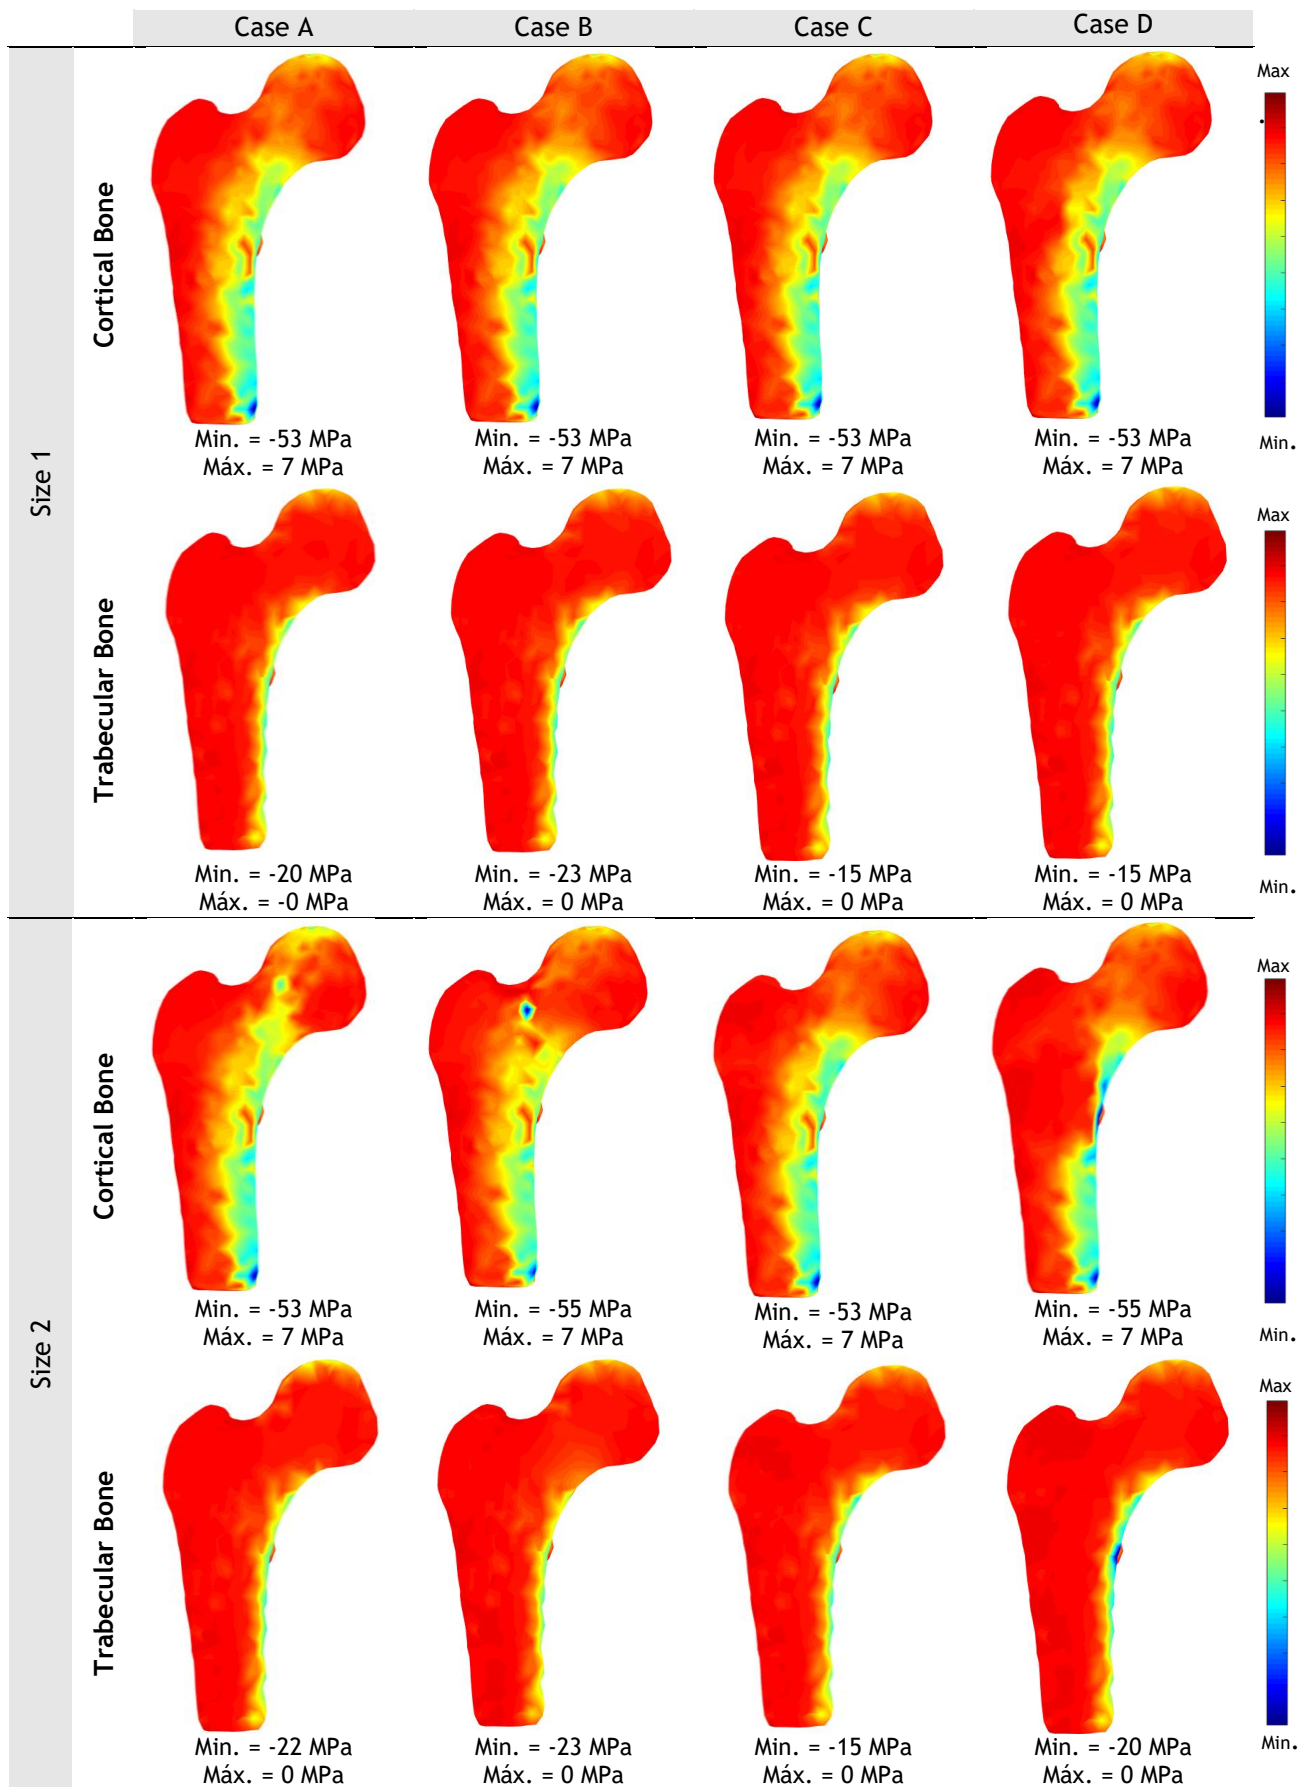 Case A Case B Case C Case D
Size 1
Cortical Bone
Max
Min.
Min. = -53 MPa Min. = -53 MPa Min. = -53 MPa Min. = -53 MPa
Máx. = 7 MPa Máx. = 7 MPa Máx. = 7 MPa Máx. = 7 MPa
Trabecular Bone
Max
Min.
Min. = -20 MPa Min. = -23 MPa Min. = -15 MPa Min. = -15 MPa
Máx. = -0 MPa Máx. = 0 MPa Máx. = 0 MPa Máx. = 0 MPa
Size 2
Cortical Bone
Max
Min.
Min. = -53 MPa Min. = -55 MPa Min. = -53 MPa Min. = -55 MPa
Máx. = 7 MPa Máx. = 7 MPa Máx. = 7 MPa Máx. = 7 MPa
Trabecular Bone
Max
Min.
Min. = -22 MPa Min. = -23 MPa Min. = -15 MPa Min. = -20 MPa
Máx. = 0 MPa Máx. = 0 MPa Máx. = 0 MPa Máx. = 0 MPa